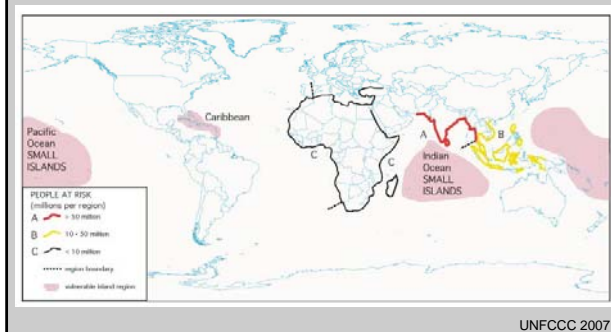 Caribbean
Pacific
Ocean
SMALL
ISLANDS
C
C
A
B
Indian
Ocean
SMALL
ISLANDS
PEOPLE AT RISK
(millions per region)
A > 50 million
B 10 - 50 million
C < 10 million
region boundary
vulnerable island region
UNFCCC 2007